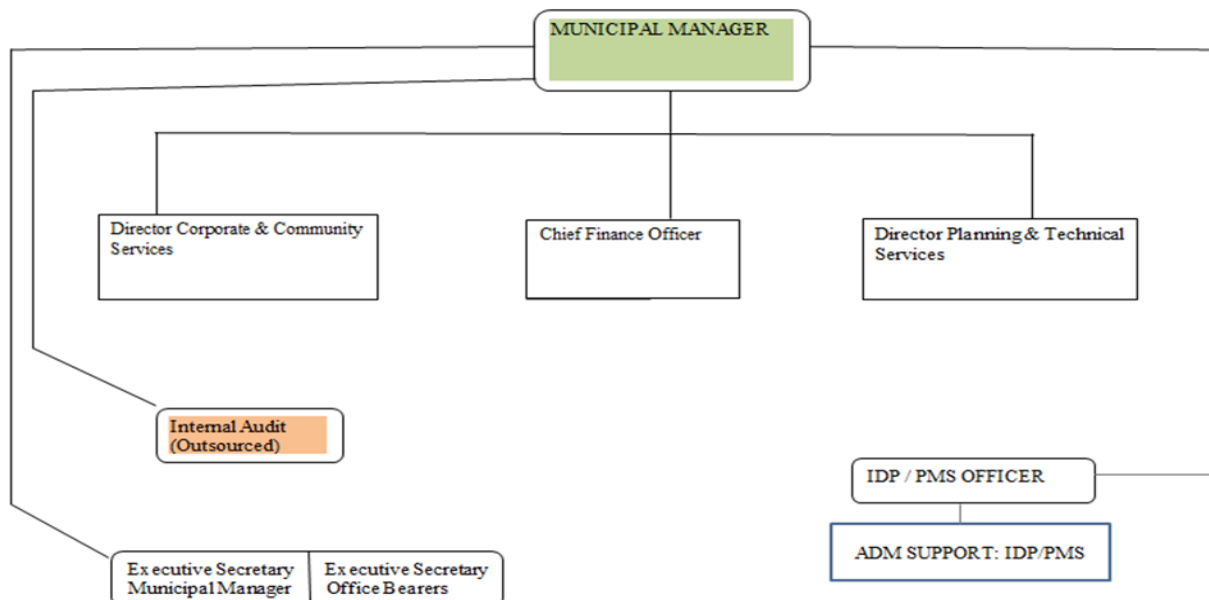 MUNICIPAL MANAGER
Director Corporate & Community
Services
Chief Finance Officer
Director Planning & Technical
Services
Internal Audit
(Outsourced)
IDP / PMS OFFICER
ADM SUPPORT: IDP/PMS
Executive Secretary
Municipal Manager
Executive Secretary
Office Bearers